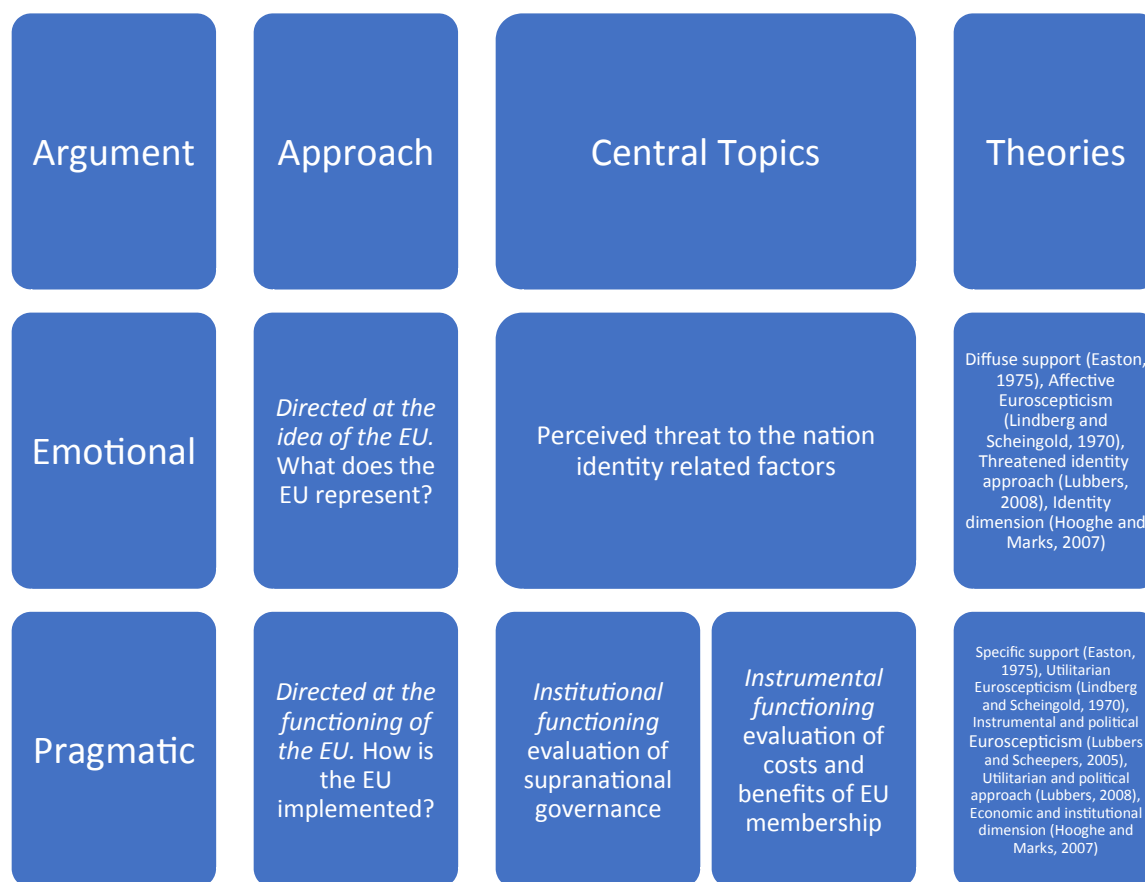 Argument
Approach
Central Topics
Theories
Emotional
Directed at the
idea of the EU.
What does the
EU represent?
Perceived threat to the nation
identity related factors
Diffuse support (Easton,
1975), Affective
Euroscepticism
(Lindberg and
Scheingold, 1970),
Threatened identity
approach (Lubbers,
2008), Identity
dimension (Hooghe and
Marks, 2007)
Pragmatic
Directed at the
functioning of
the EU. How is
the EU
implemented?
Institutional
functioning
evaluation of
supranational
governance
Instrumental
functioning
evaluation of
costs and
benefits of EU
membership
Specific support (Easton,
1975), Utilitarian
Euroscepticism (Lindberg
and Scheingold, 1970),
Instrumental and political
Euroscepticism (Lubbers
and Scheepers, 2005),
Utilitarian and political
approach (Lubbers, 2008),
Economic and institutional
dimension (Hooghe and
Marks, 2007)